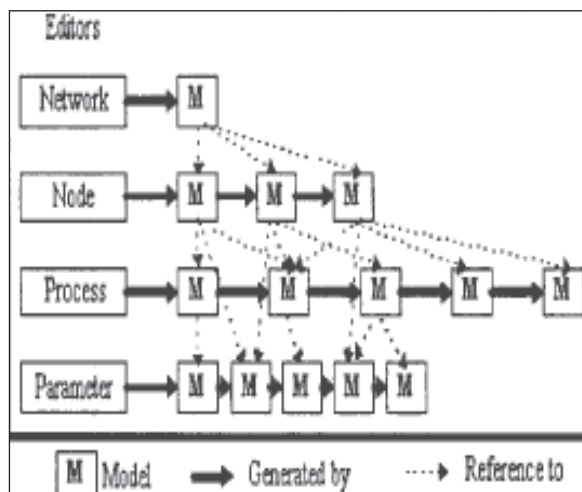 Editors
Network M
Node M M M
Process M M M M M
Parameter M M M M M
M Model Generated by Reference to